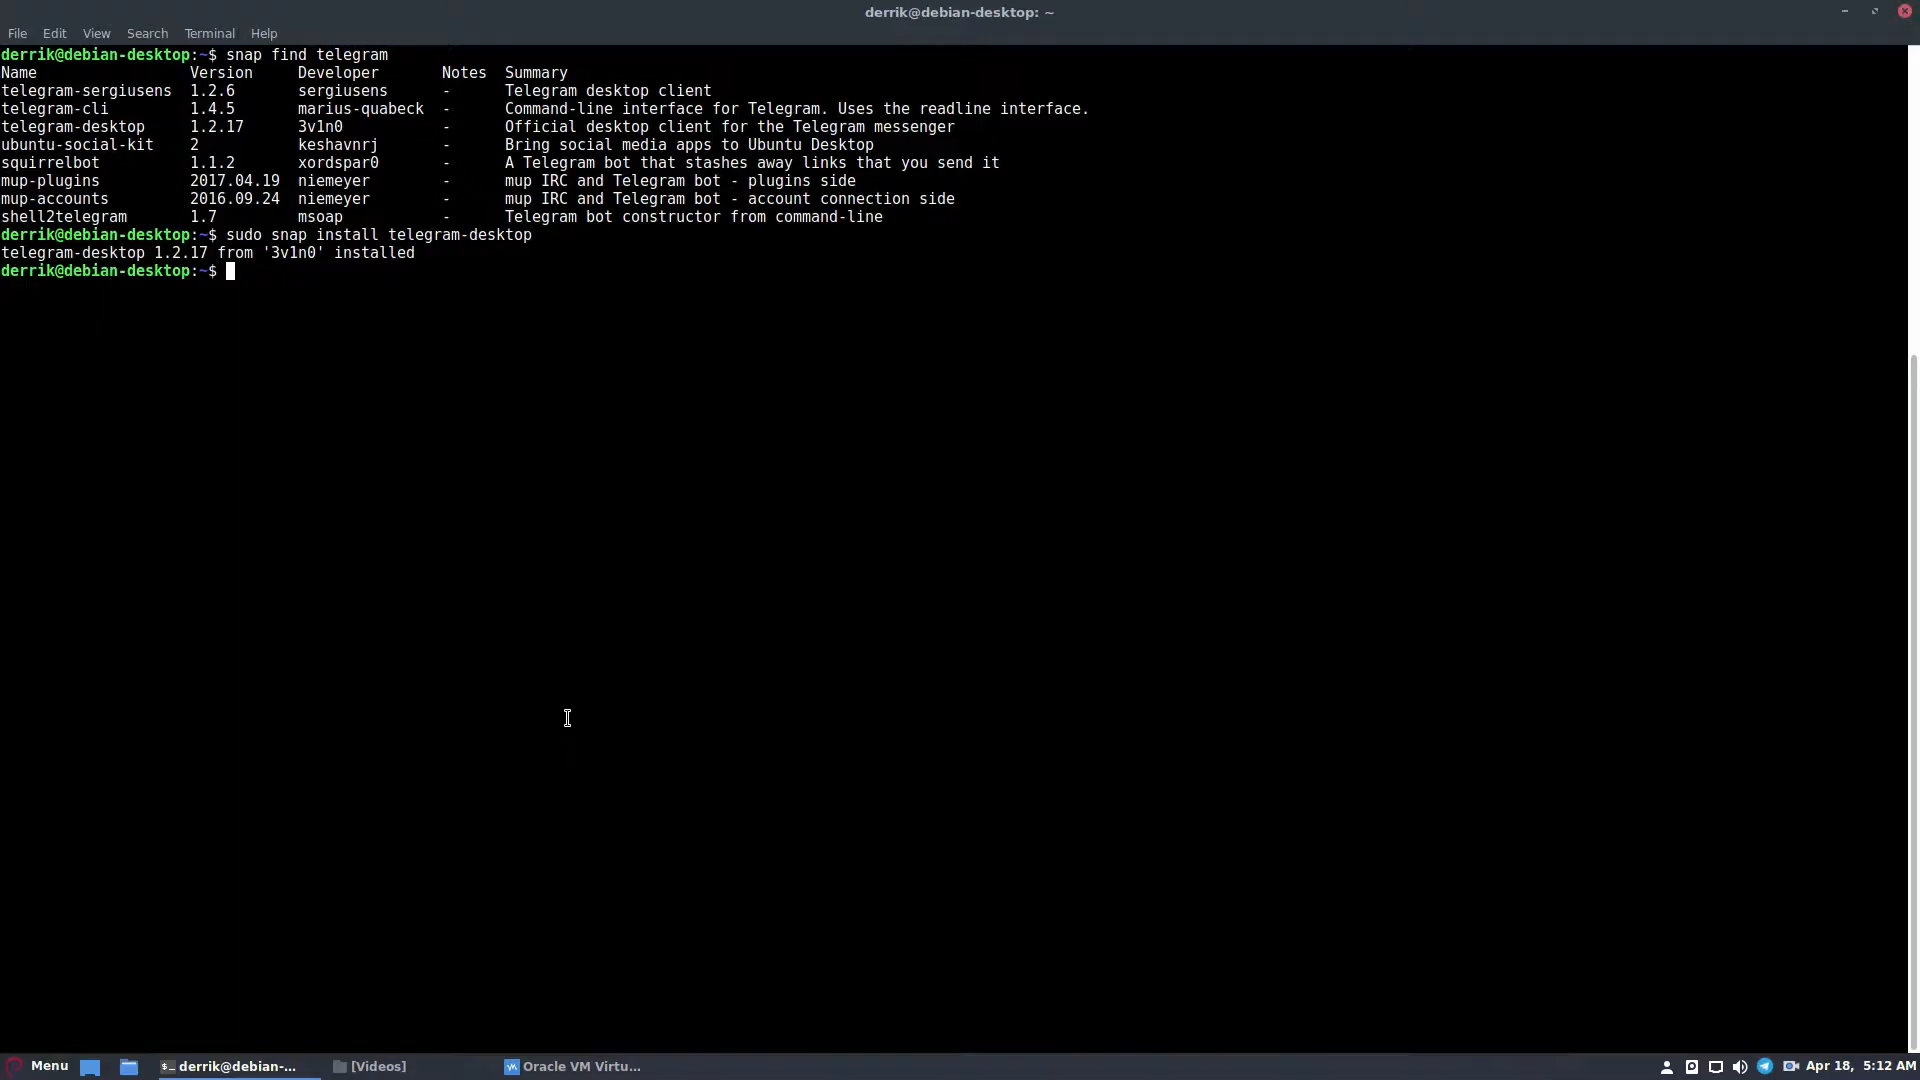 derrik@debian-desktop: ~
File Edit View Search Terminal Help
derrik@debian-desktop:~$ snap find telegram
Name Version Developer Notes Summary
telegram-sergiusens 1.2.6 sergiusens - Telegram desktop client
telegram-cli 1.4.5 marius-quabeck - Command-line interface for Telegram. Uses the readline interface.
telegram-desktop 1.2.17 3v1n0 - Official desktop client for the Telegram messenger
ubuntu-social-kit 2 keshavnrj - Bring social media apps to Ubuntu Desktop
squirrelbot 1.1.2 xordspar0 - A Telegram bot that stashes away links that you send it
mup-plugins 2017.04.19 niemeyer - mup IRC and Telegram bot - plugins side
mup-accounts 2016.09.24 niemeyer - mup IRC and Telegram bot - account connection side
shell2telegram 1.7 msoap - Telegram bot constructor from command-line
derrik@debian-desktop:~$ sudo snap install telegram-desktop
telegram-desktop 1.2.17 from '3v1n0' installed
derrik@debian-desktop:~$
Menu derrik@debian-... [Videos] Oracle VM Virtu... Apr 18, 5:12 AM